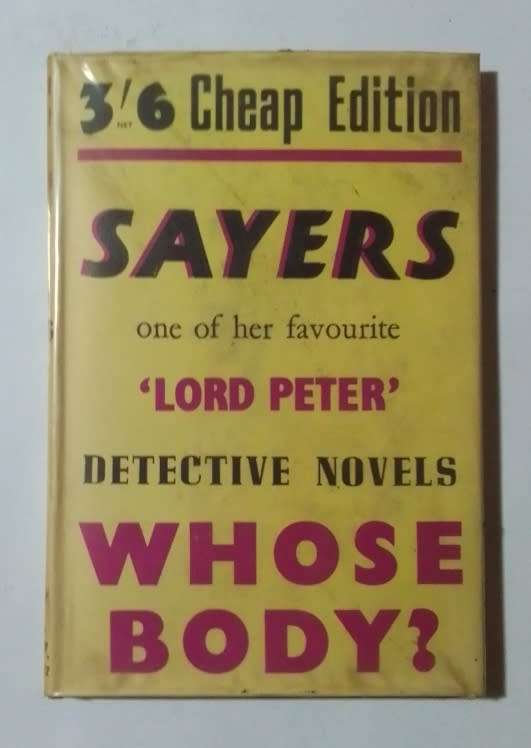 3/6 Cheap Edition
NET
SAYERS
one of her favourite
‘LORD PETER’
DETECTIVE NOVELS
WHOSE
BODY?